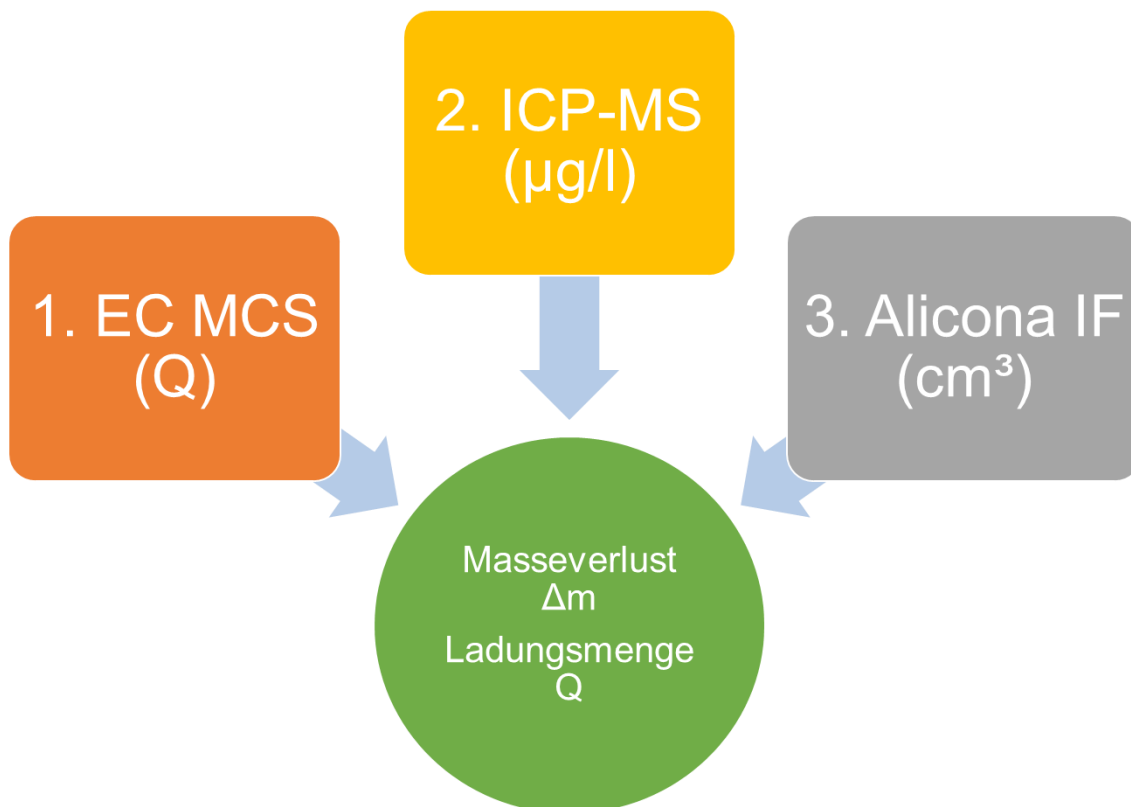 1. EC MCS
(Q)
2. ICP-MS
(µg/l)
3. Alicona IF
(cm³)
Masseverlust
Δm
Ladungsmenge
Q